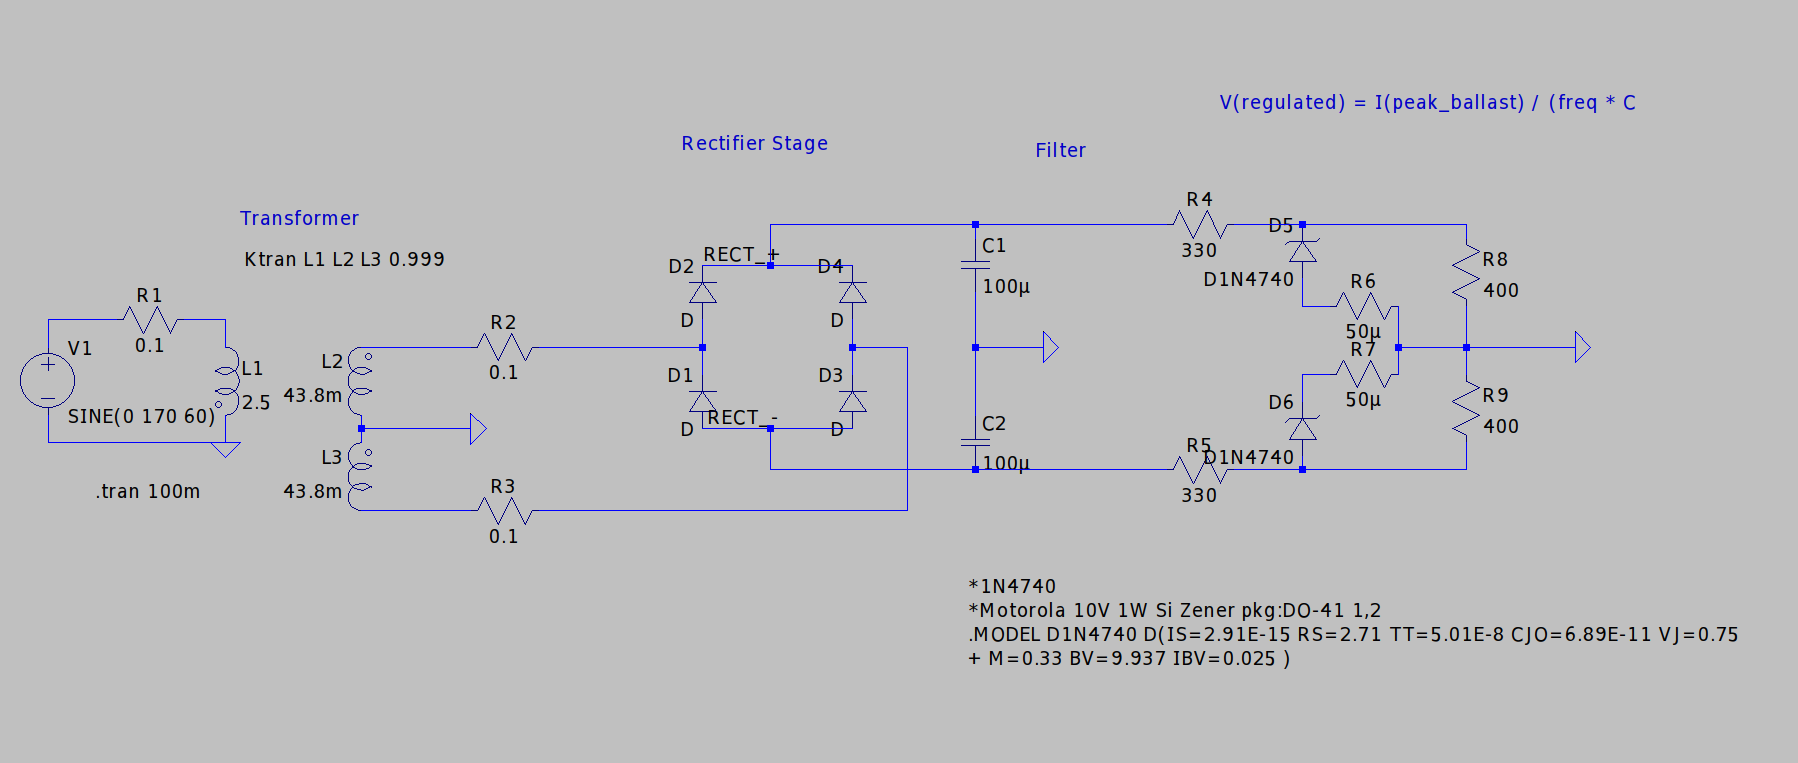 V(regulated) = I(peak_ballast) / (freq * C
Rectifier Stage
Filter
Transformer
Ktran L1 L2 L3 0.999
R1
0.1
V1
SINE(0 170 60)
L1
2.5
.tran 100m
L2
43.8m
L3
43.8m
R2
0.1
R3
0.1
RECT_+
D2
D
D4
D
D1
D
D3
D
RECT_-
C1
100µ
C2
100µ
R4
330
R5
330
D5
D1N4740
R6
50µ
R7
50µ
D6
D1N4740
R8
400
R9
400
*1N4740
*Motorola 10V 1W Si Zener pkg:DO-41 1,2
.MODEL D1N4740 D(IS=2.91E-15 RS=2.71 TT=5.01E-8 CJO=6.89E-11 VJ=0.75
+ M=0.33 BV=9.937 IBV=0.025 )